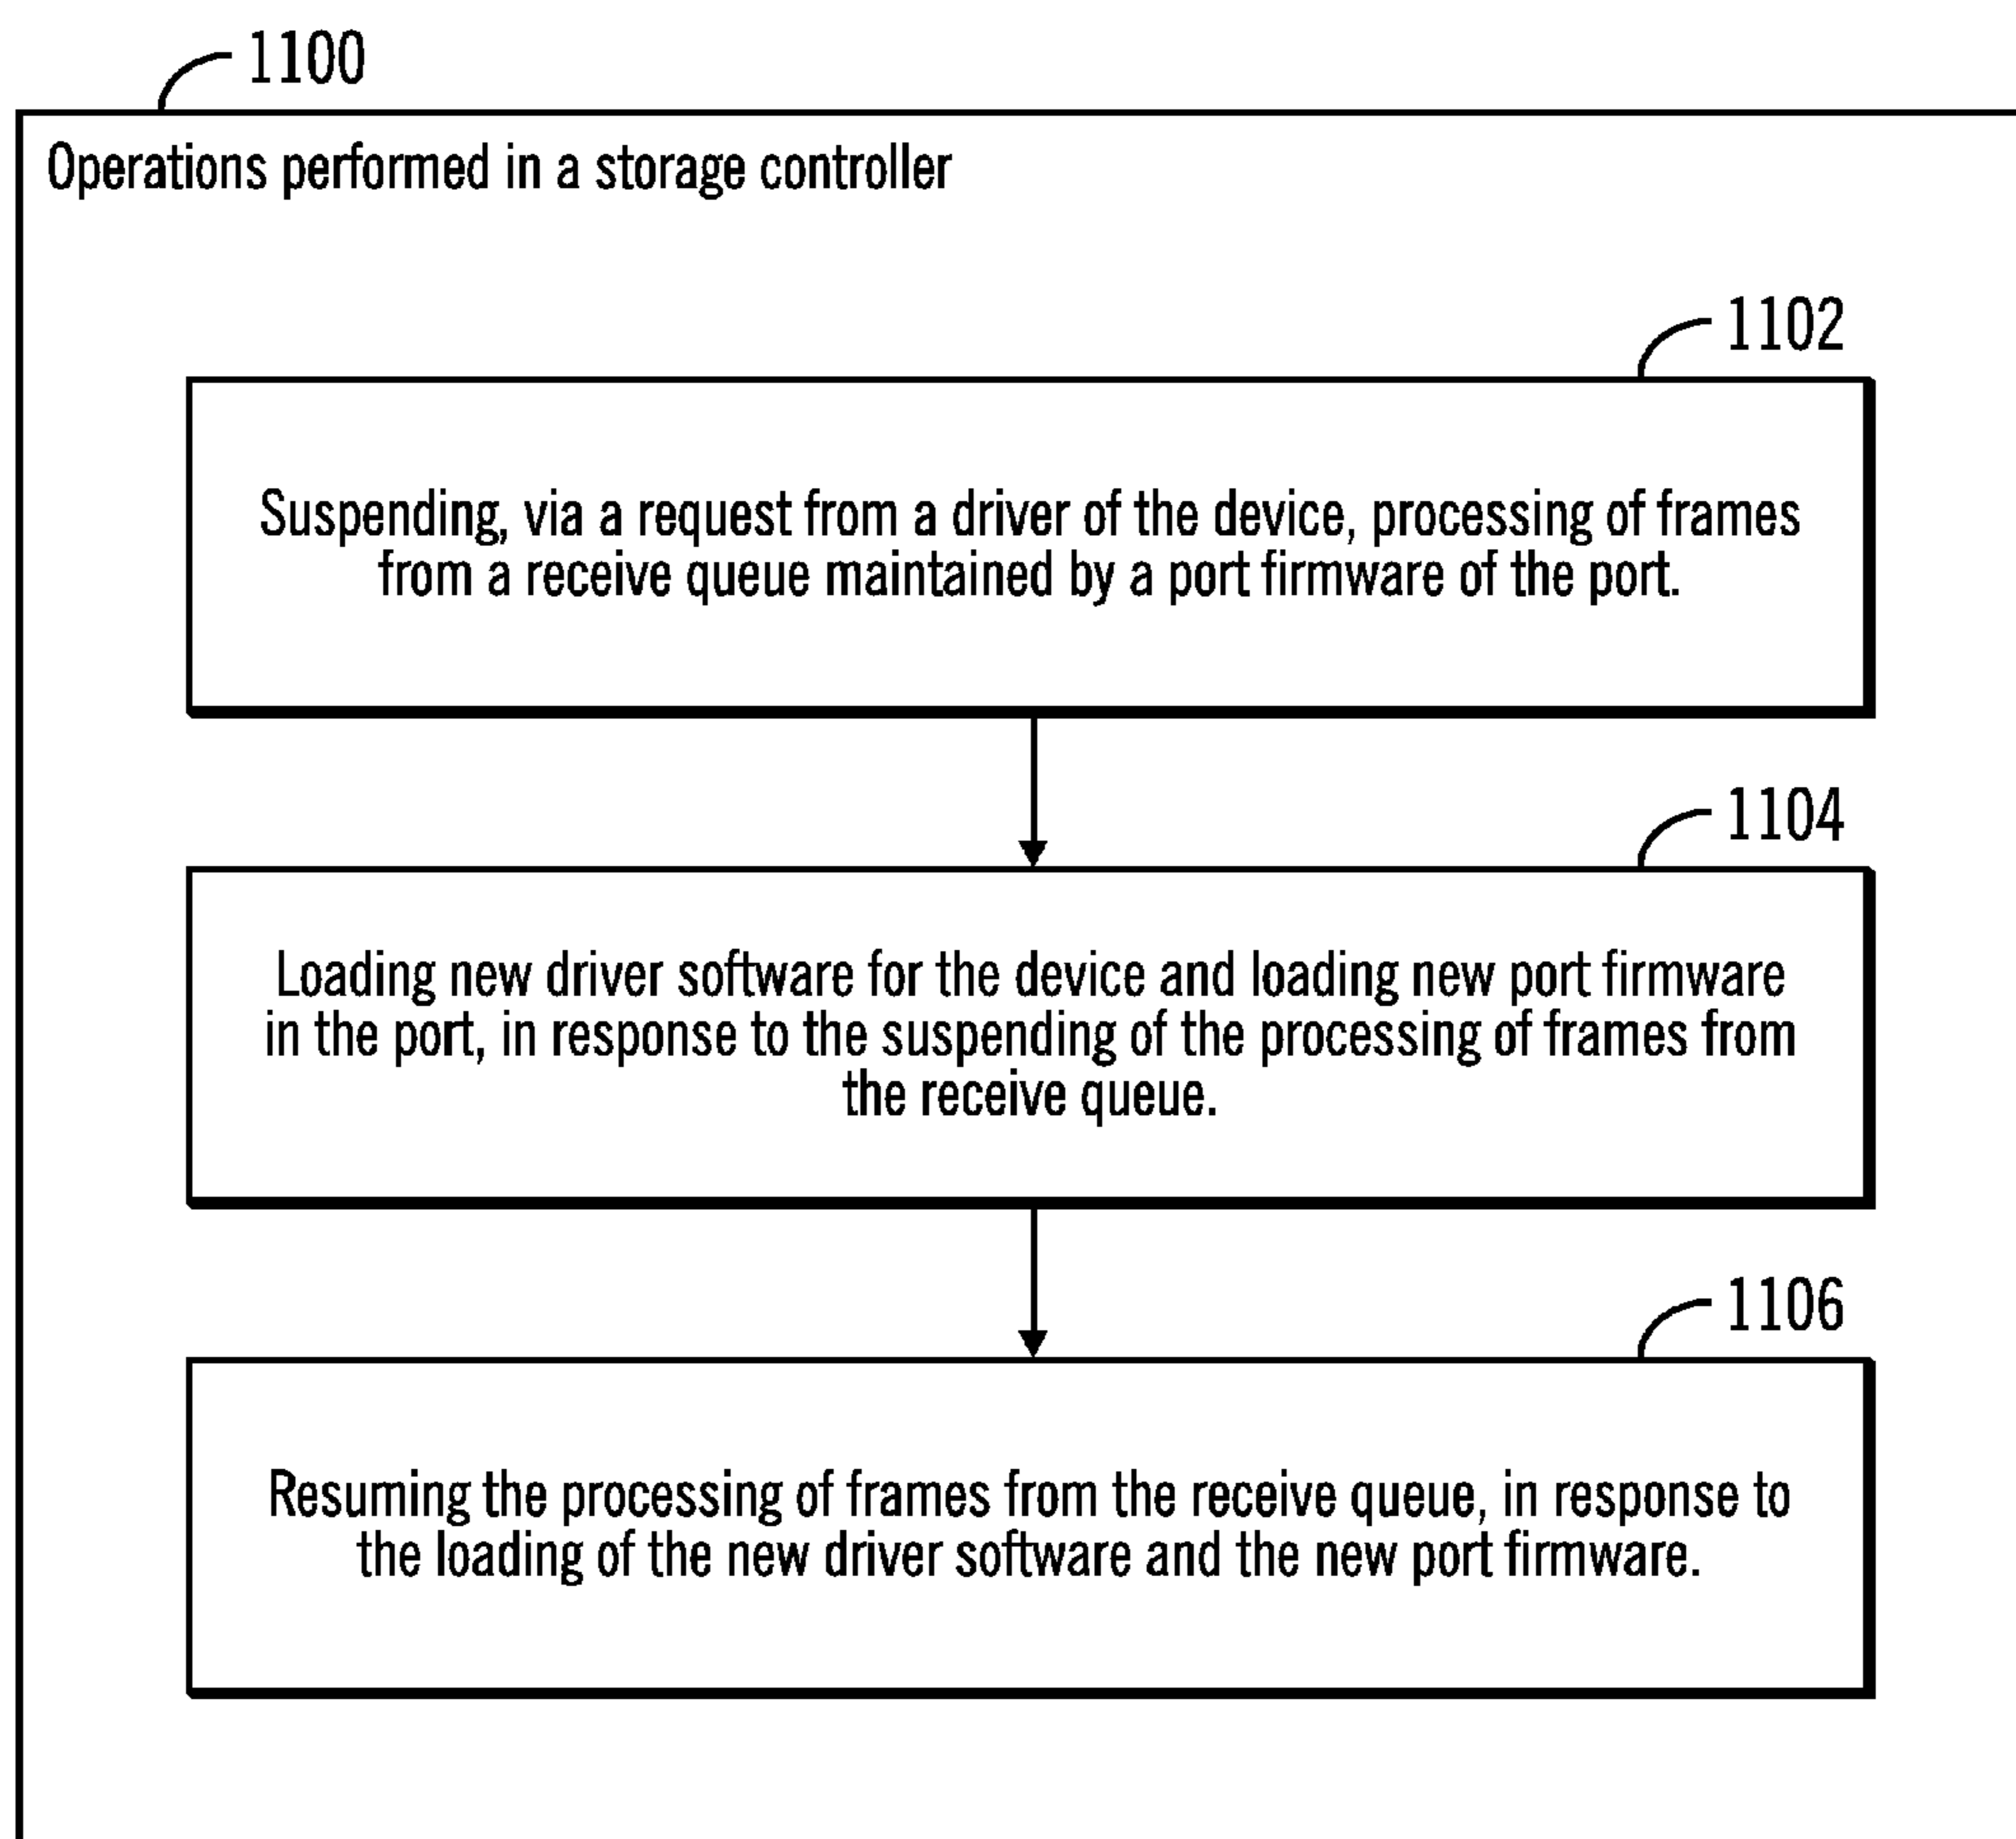 1100
Operations performed in a storage controller
1102
Suspending, via a request from a driver of the device, processing of frames
from a receive queue maintained by a port firmware of the port.
1104
Loading new driver software for the device and loading new port firmware
in the port, in response to the suspending of the processing of frames from
the receive queue.
1106
Resuming the processing of frames from the receive queue, in response to
the loading of the new driver software and the new port firmware.